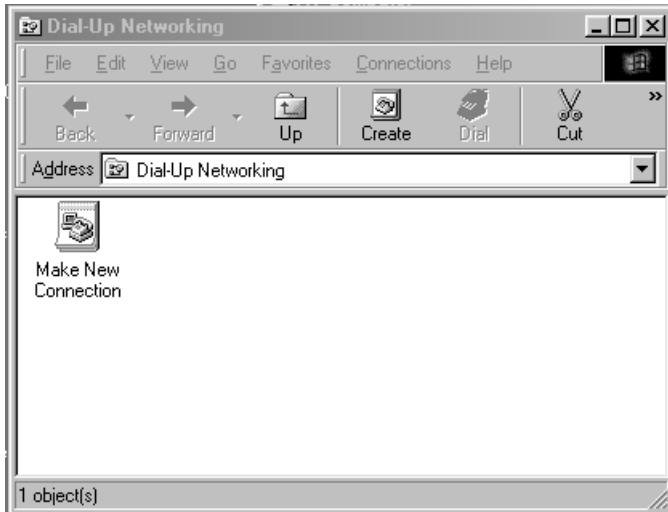 Dial-Up Networking
File Edit View Go Favorites Connections Help
Back Forward Up Create Dial Cut »
Address Dial-Up Networking
Make New
Connection
1 object(s)